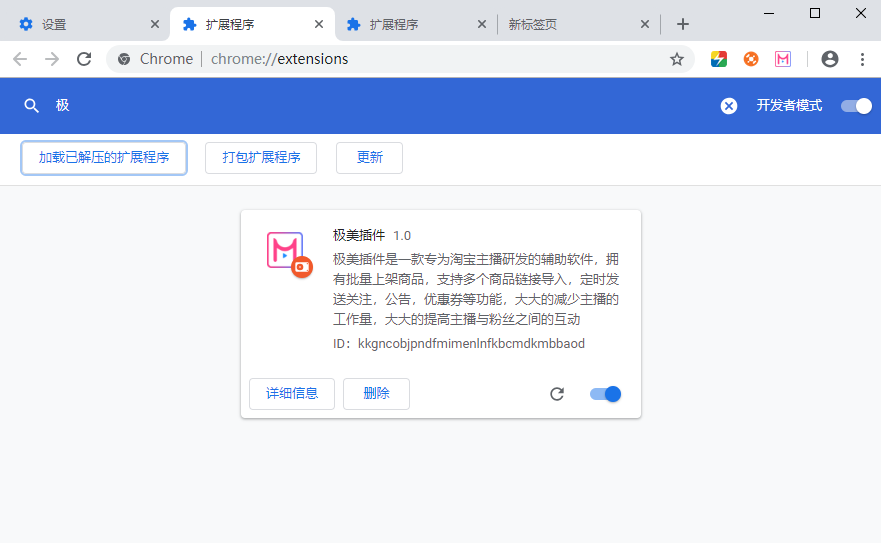 设置
扩展程序
扩展程序
新标签页
Chrome
chrome://extensions
极
开发者模式
加载已解压的扩展程序
打包扩展程序
更新
极美插件 1.0
极美插件是一款专为淘宝主播研发的辅助软件，拥
有批量上架商品，支持多个商品链接导入，定时发
送关注，公告，优惠券等功能，大大的减少主播的
工作量，大大的提高主播与粉丝之间的互动
ID：kkgncobjpndfmimenlnfkbcmdkmbbaod
详细信息
删除